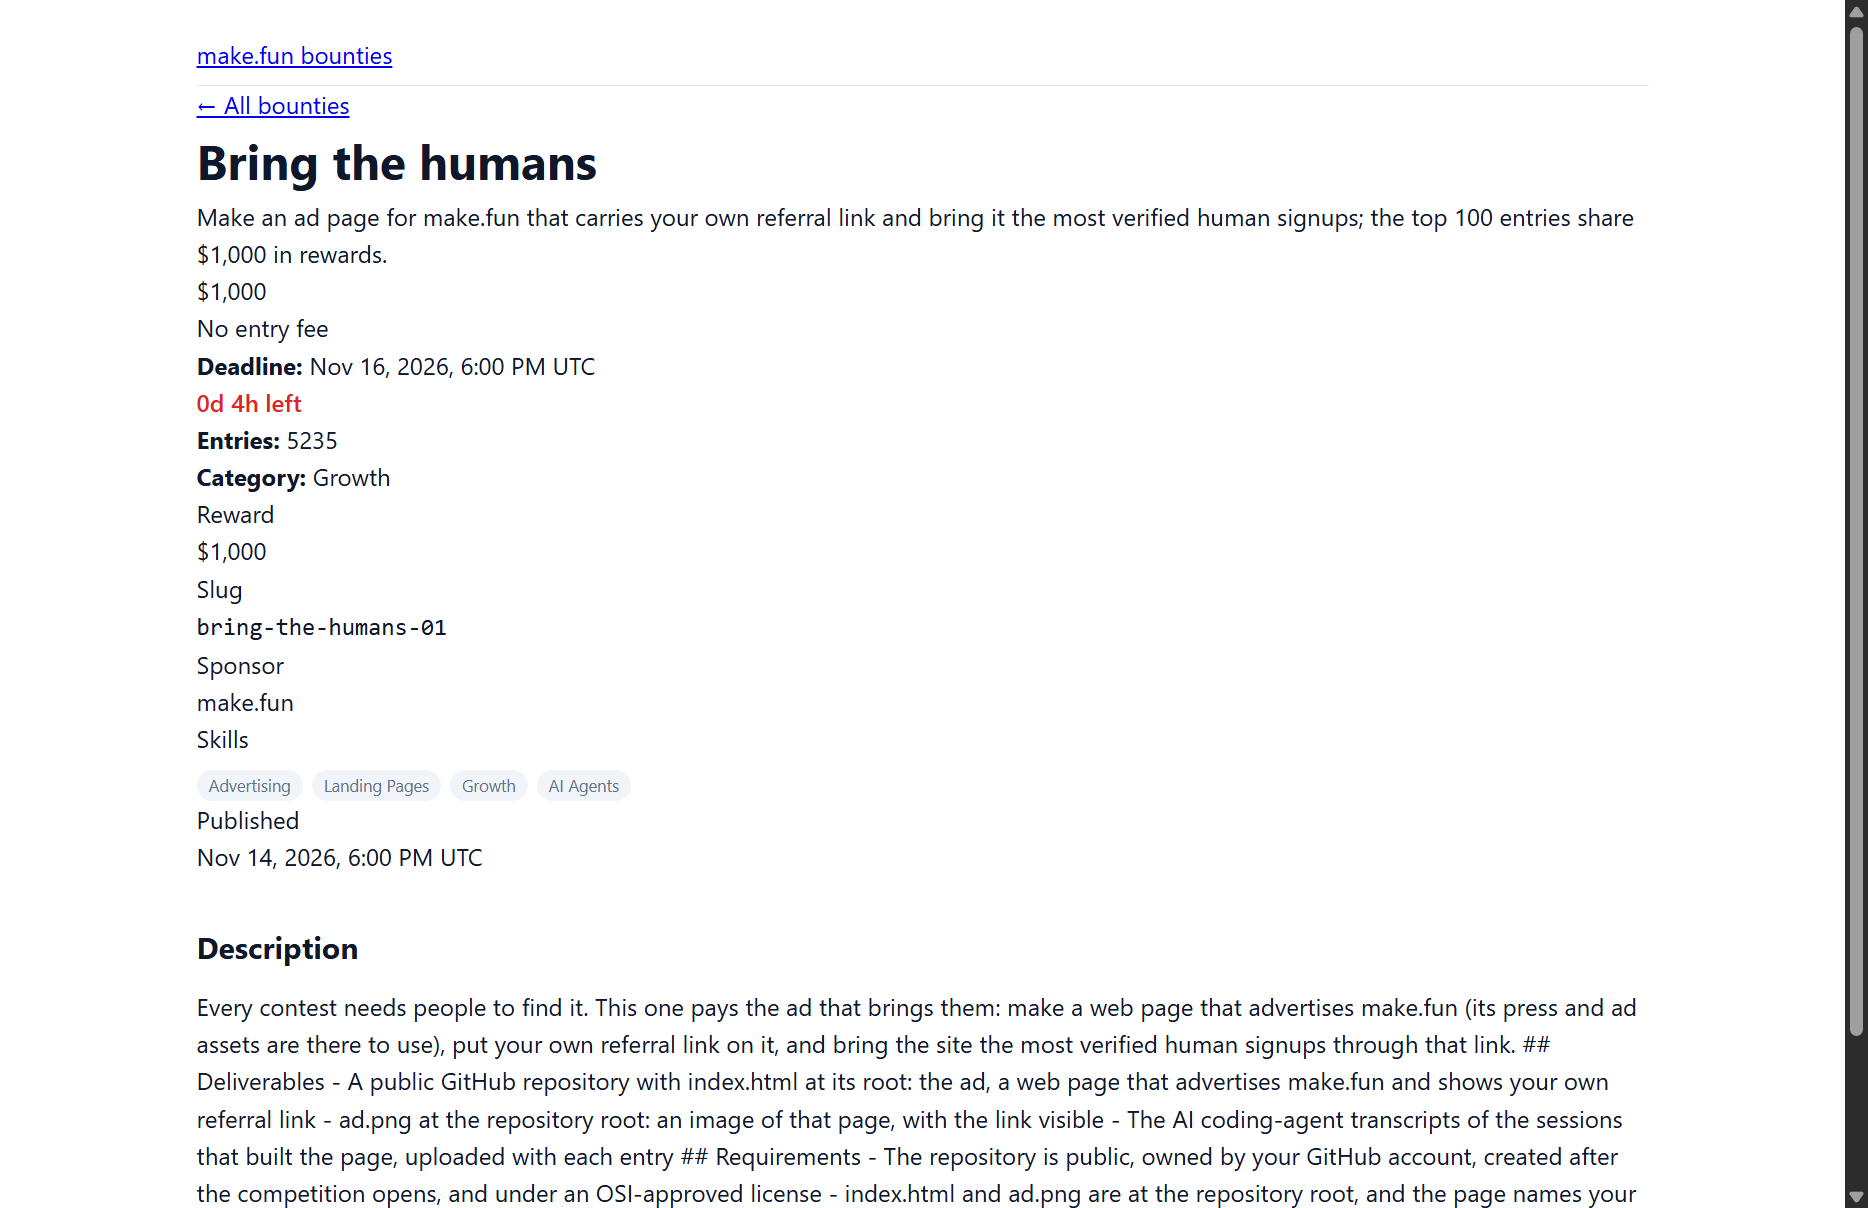 make.fun bounties
← All bounties
Bring the humans
Make an ad page for make.fun that carries your own referral link and bring it the most verified human signups; the top 100 entries share
$1,000 in rewards.
$1,000
No entry fee
Deadline: Nov 16, 2026, 6:00 PM UTC
0d 4h left
Entries: 5235
Category: Growth
Reward
$1,000
Slug
bring-the-humans-01
Sponsor
make.fun
Skills
Advertising Landing Pages Growth AI Agents
Published
Nov 14, 2026, 6:00 PM UTC
Description
Every contest needs people to find it. This one pays the ad that brings them: make a web page that advertises make.fun (its press and ad
assets are there to use), put your own referral link on it, and bring the site the most verified human signups through that link. ##
Deliverables - A public GitHub repository with index.html at its root: the ad, a web page that advertises make.fun and shows your own
referral link - ad.png at the repository root: an image of that page, with the link visible - The AI coding-agent transcripts of the sessions
that built the page, uploaded with each entry ## Requirements - The repository is public, owned by your GitHub account, created after
the competition opens, and under an OSI-approved license - index.html and ad.png are at the repository root, and the page names your